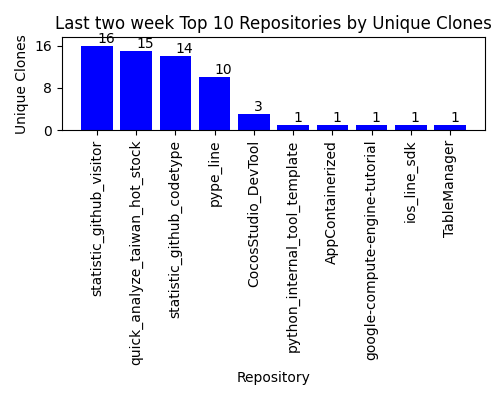 Last two week Top 10 Repositories by Unique Clones
Unique Clones
16
8
0
16
15
14
10
3
1
1
1
1
1
statistic_github_visitor
quick_analyze_taiwan_hot_stock
statistic_github_codetype
pype_line
CocosStudio_DevTool
python_internal_tool_template
AppContainerized
google-compute-engine-tutorial
ios_line_sdk
TableManager
Repository